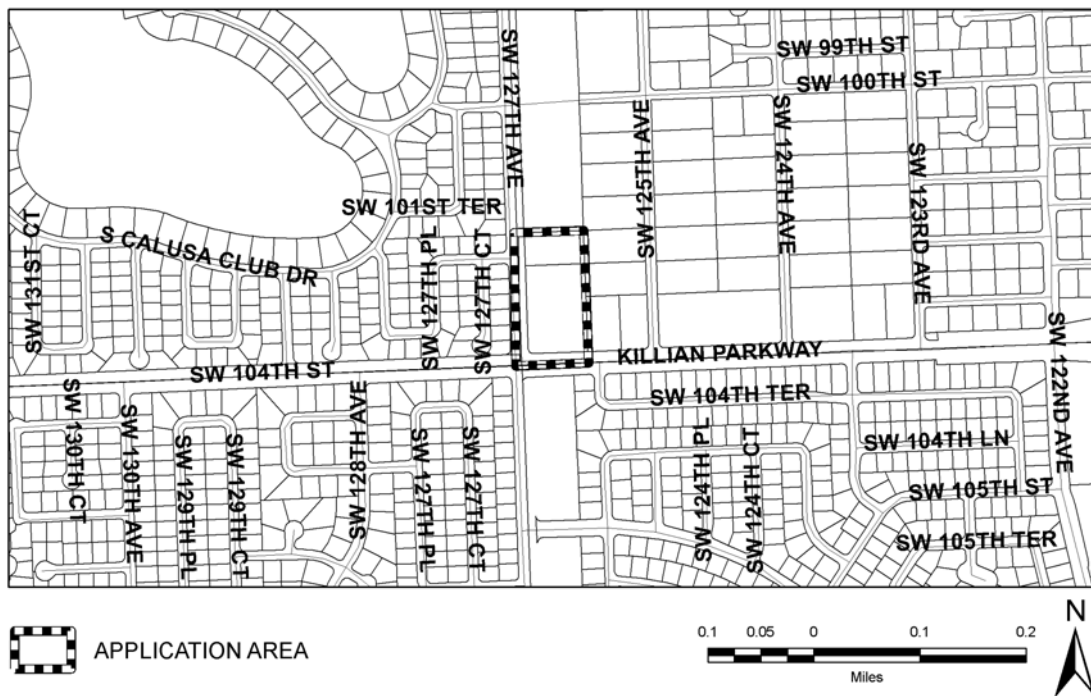 SW 99TH ST
SW 100TH ST
SW 127TH AVE
SW 125TH AVE
SW 124TH AVE
SW 123RD AVE
SW 101ST TER
S CALUSA CLUB DR
SW 131ST CT
SW 127TH PL
SW 127TH CT
KILLIAN PARKWAY
SW 104TH ST
SW 122ND AVE
SW 104TH TER
SW 130TH CT
SW 130TH AVE
SW 129TH PL
SW 129TH CT
SW 128TH AVE
SW 127TH PL
SW 127TH CT
SW 124TH PL
SW 124TH CT
SW 104TH LN
SW 105TH ST
SW 105TH TER
APPLICATION AREA
0.1 0.05 0 0.1 0.2
Miles
N